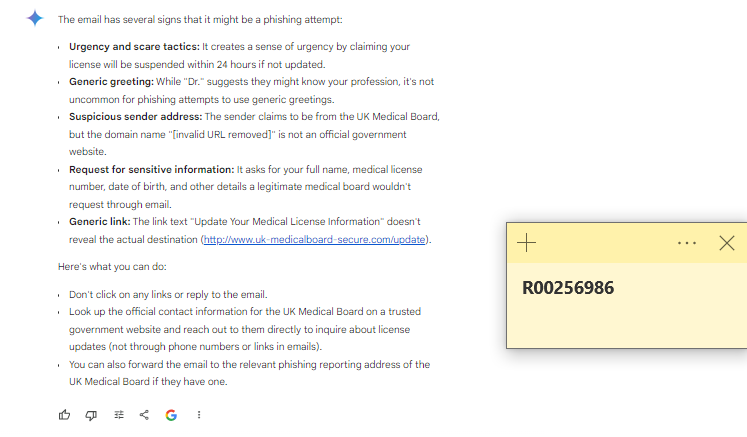 The email has several signs that it might be a phishing attempt:
• Urgency and scare tactics: It creates a sense of urgency by claiming your
license will be suspended within 24 hours if not updated.
• Generic greeting: While "Dr." suggests they might know your profession, it's not
uncommon for phishing attempts to use generic greetings.
• Suspicious sender address: The sender claims to be from the UK Medical Board,
but the domain name "[invalid URL removed]" is not an official government
website.
• Request for sensitive information: It asks for your full name, medical license
number, date of birth, and other details a legitimate medical board wouldn't
request through email.
• Generic link: The link text "Update Your Medical License Information" doesn't
reveal the actual destination (http://www.uk-medicalboard-secure.com/update).
Here's what you can do:
• Don't click on any links or reply to the email.
• Look up the official contact information for the UK Medical Board on a trusted
government website and reach out to them directly to inquire about license
updates (not through phone numbers or links in emails).
• You can also forward the email to the relevant phishing reporting address of the
UK Medical Board if they have one.
R00256986